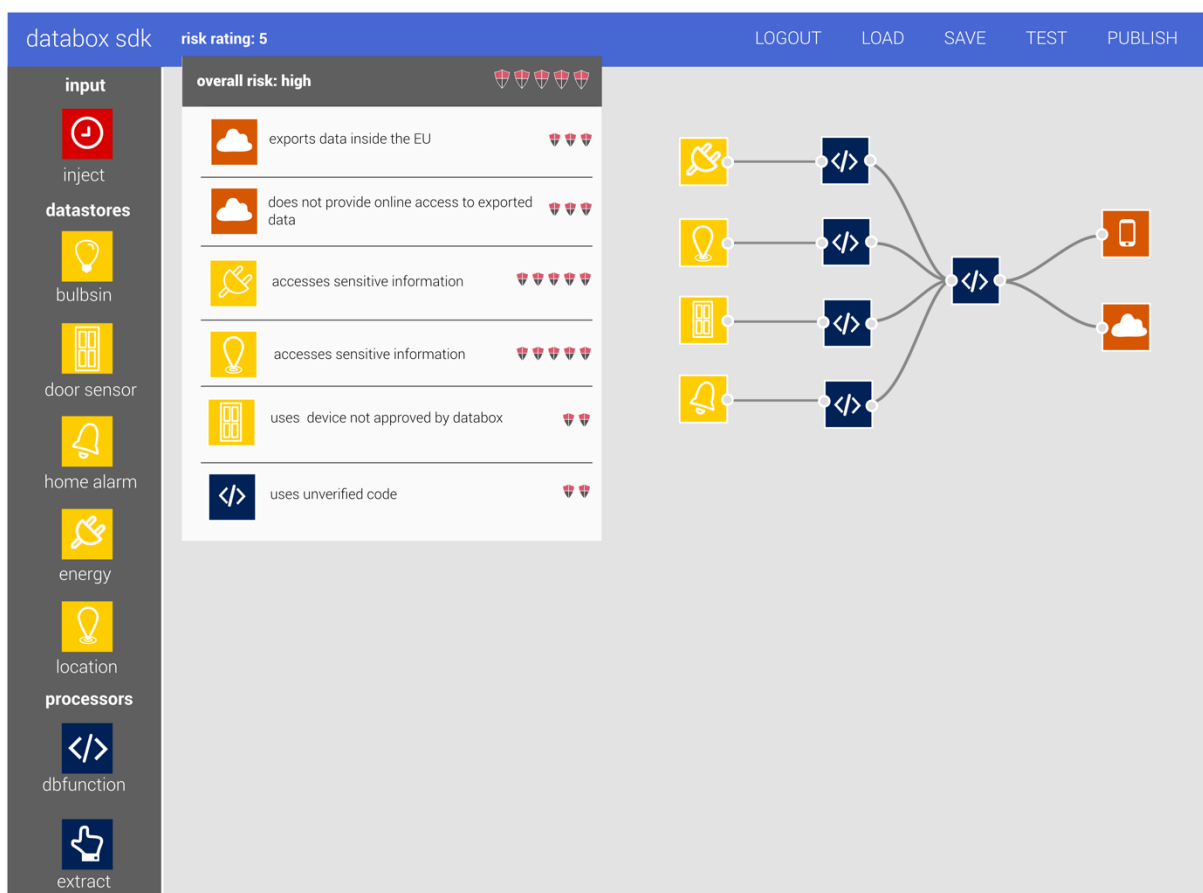 databox sdk
risk rating: 5
LOGOUT
LOAD
SAVE
TEST
PUBLISH
input
inject
datastores
bulbsin
door sensor
home alarm
energy
location
processors
dbfunction
extract
overall risk: high
exports data inside the EU
does not provide online access to exported
data
accesses sensitive information
accesses sensitive information
uses device not approved by databox
uses unverified code